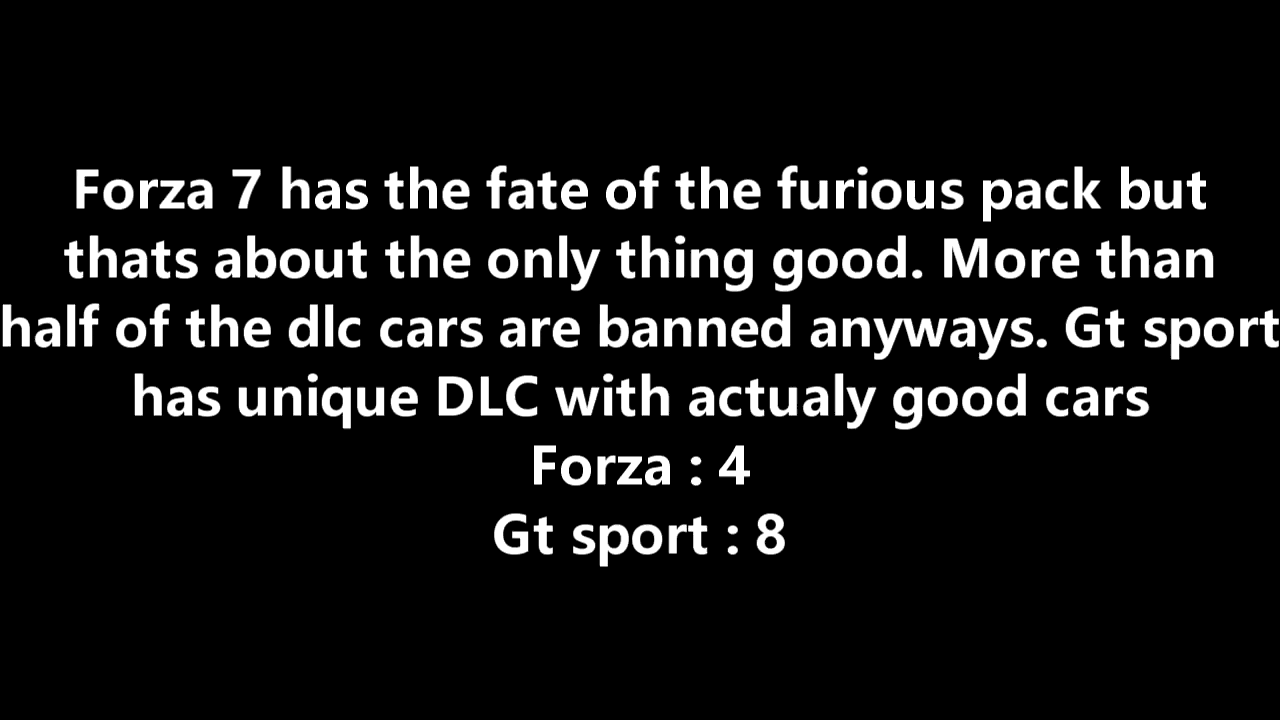 Forza 7 has the fate of the furious pack but
thats about the only thing good. More than
half of the dlc cars are banned anyways. Gt sport
has unique DLC with actualy good cars
Forza : 4
Gt sport : 8